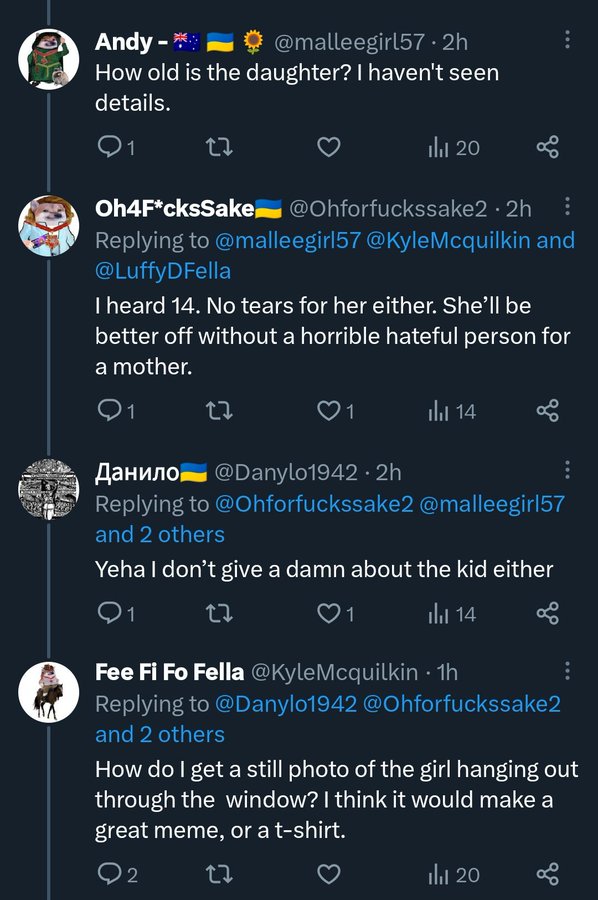 Andy - 🇦🇺 🇺🇦 🌻 @malleegirl57 · 2h
How old is the daughter? I haven't seen
details.
1 20
Oh4F*cksSake🇺🇦 @Ohforfuckssake2 · 2h
Replying to @malleegirl57 @KyleMcquilkin and
@LuffyDFella
I heard 14. No tears for her either. She’ll be
better off without a horrible hateful person for
a mother.
1 1 14
Данило🇺🇦 @Danylo1942 · 2h
Replying to @Ohforfuckssake2 @malleegirl57
and 2 others
Yeha I don’t give a damn about the kid either
1 1 14
Fee Fi Fo Fella @KyleMcquilkin · 1h
Replying to @Danylo1942 @Ohforfuckssake2
and 2 others
How do I get a still photo of the girl hanging out
through the  window? I think it would make a
great meme, or a t-shirt.
2 20